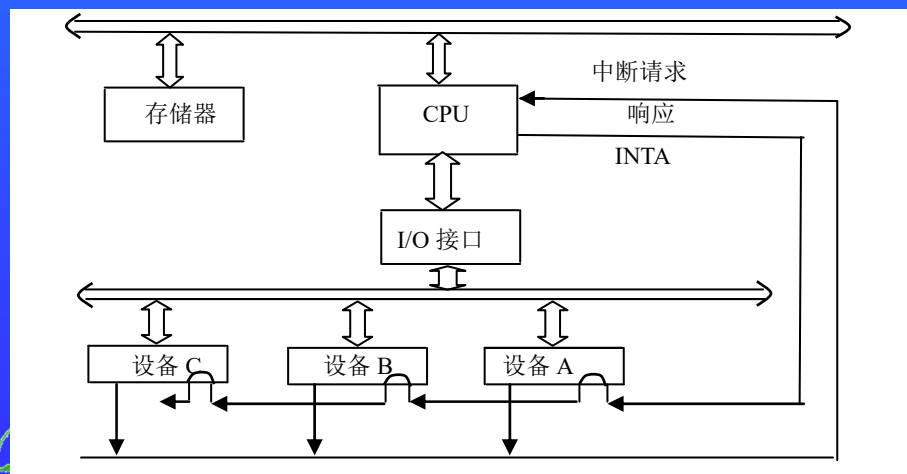 中断请求
存储器
CPU
响应
INTA
I/O 接口
设备 C
设备 B
设备 A